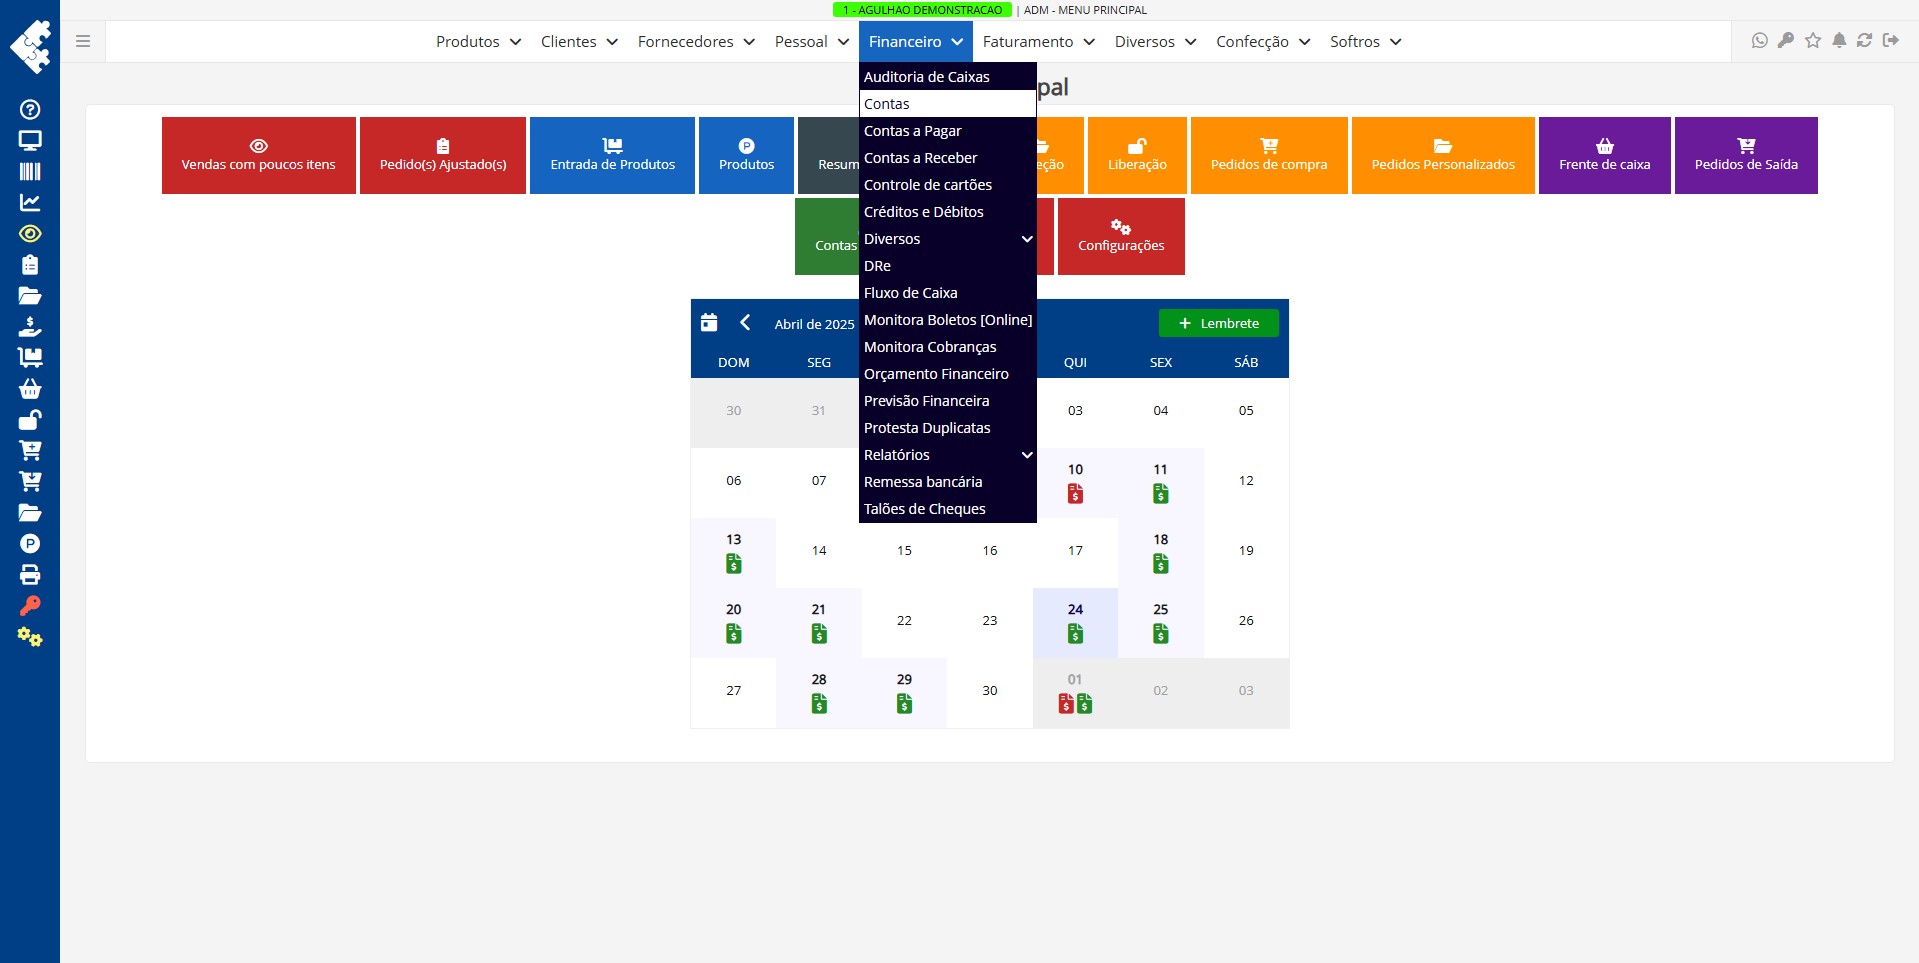 1 - AGULHAO DEMONSTRACAO | ADM - MENU PRINCIPAL
Produtos Clientes Fornecedores Pessoal Financeiro Faturamento Diversos Confecção Softros
pal
Auditoria de Caixas
Contas
Contas a Pagar
Contas a Receber
Controle de cartões
Créditos e Débitos
Diversos
DRe
Fluxo de Caixa
Monitora Boletos [Online]
Monitora Cobranças
Orçamento Financeiro
Previsão Financeira
Protesta Duplicatas
Relatórios
Remessa bancária
Talões de Cheques
Vendas com poucos itens
Pedido(s) Ajustado(s)
Entrada de Produtos
P
Produtos
Resum
eção
Liberação
Pedidos de compra
Pedidos Personalizados
Frente de caixa
Pedidos de Saída
Contas
Configurações
Abril de 2025
+ Lembrete
DOM SEG QUI SEX SÁB
30 31 03 04 05
06 07 10 11 12
13 14 15 16 17 18 19
20 21 22 23 24 25 26
27 28 29 30 01 02 03
P